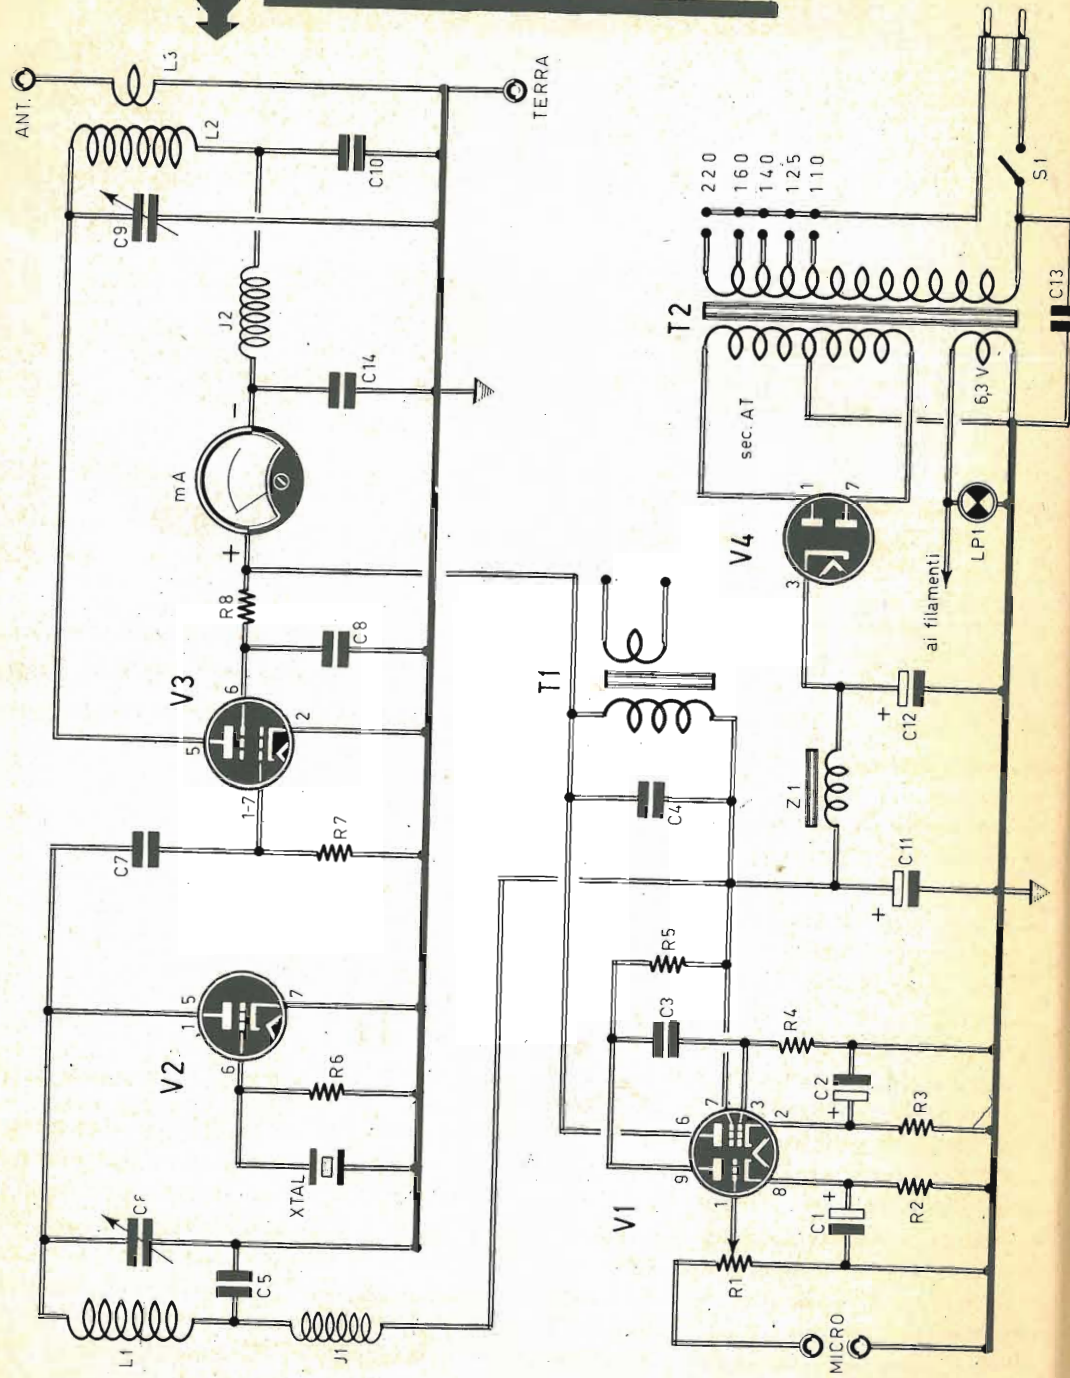 ANT.
L3
L2
C9
C10
TERRA
J2
C14
mA
-
+
R8
C8
V3
5
6
2
1-7
C7
R7
V2
1
5
7
6
R6
XTAL
C5
L1
J1
220
160
140
125
110
S1
T2
C13
6,3 V
sec. AT
1
7
V4
3
LP1
ai filamenti
T1
C4
Z1
+
C12
+
C11
R5
C3
R4
6
7
3
2
9
1
8
V1
C2
+
R3
C1
+
R2
R1
MICRO